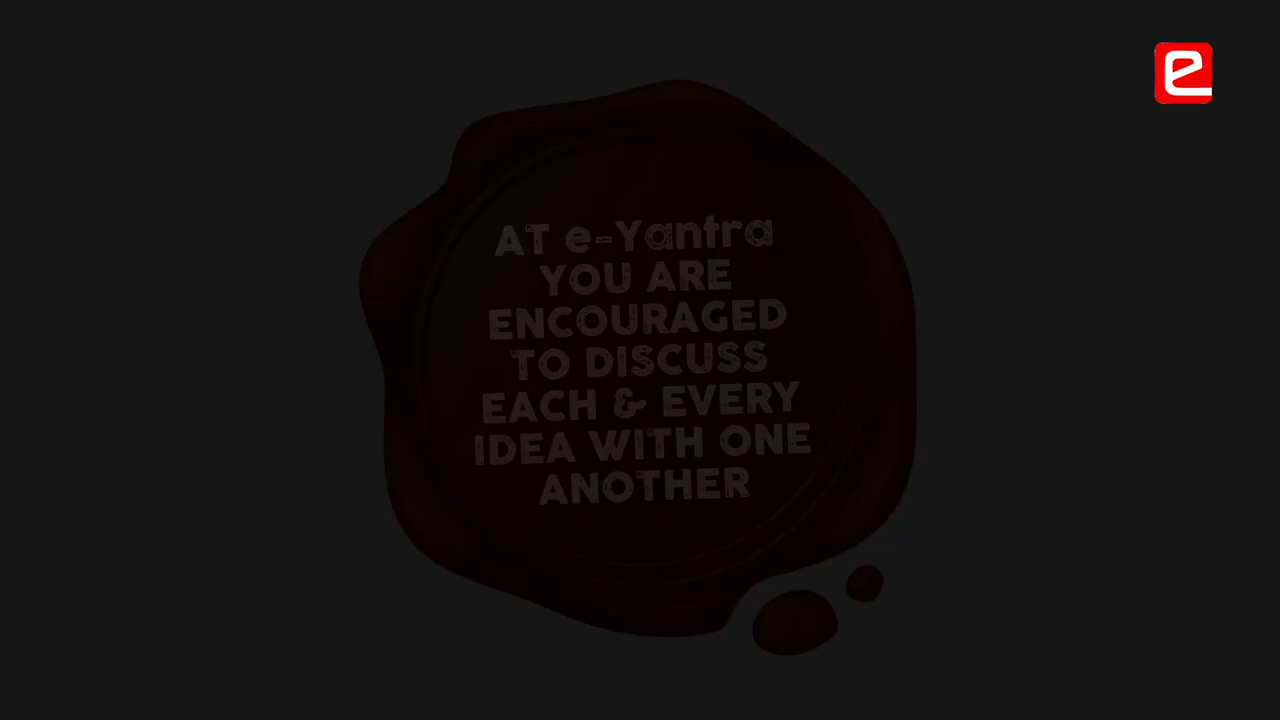 e
AT e-Yantra
YOU ARE
ENCOURAGED
TO DISCUSS
EACH & EVERY
IDEA WITH ONE
ANOTHER